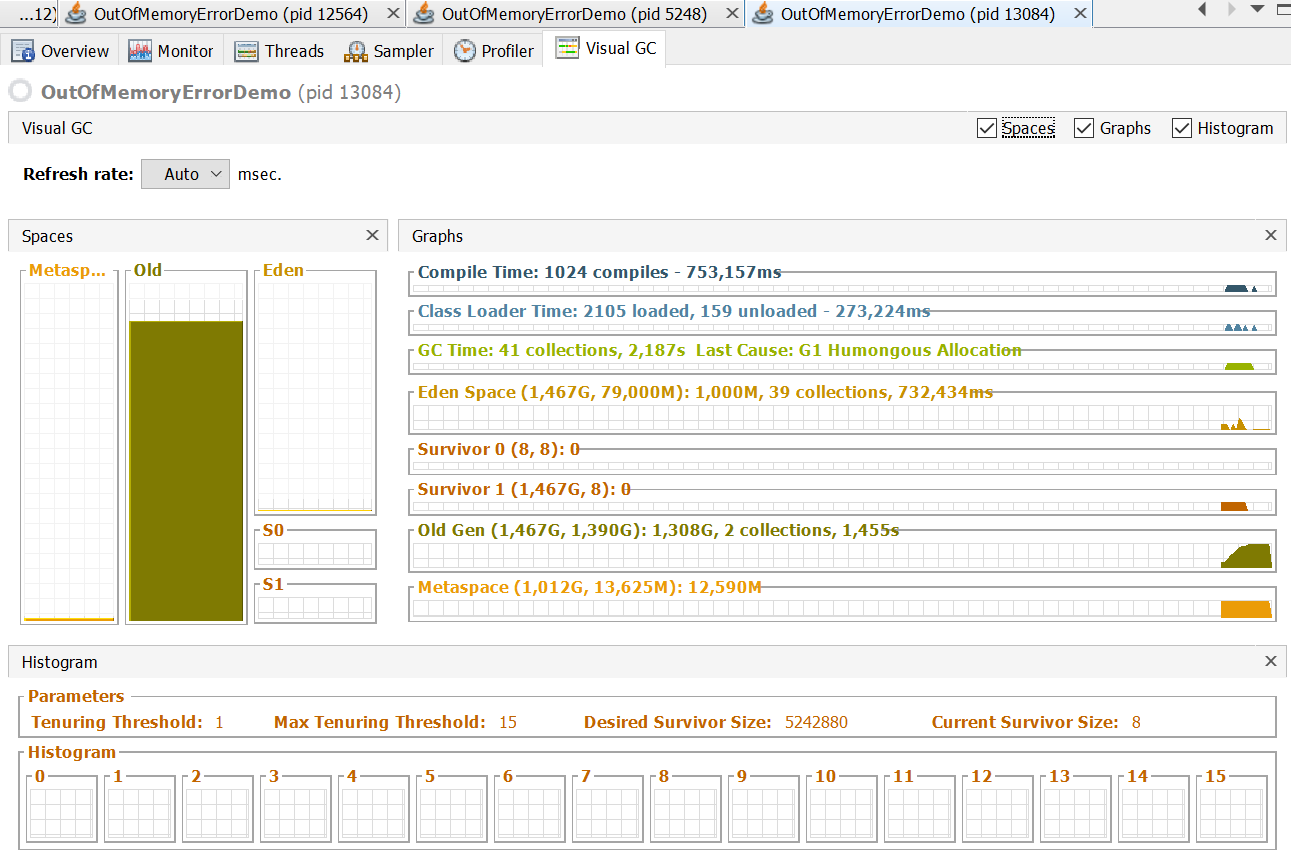 ...12) OutOfMemoryErrorDemo (pid 12564) OutOfMemoryErrorDemo (pid 5248) OutOfMemoryErrorDemo (pid 13084)
Overview Monitor Threads Sampler Profiler Visual GC
OutOfMemoryErrorDemo (pid 13084)
Visual GC Spaces Graphs Histogram
Refresh rate: Auto msec.
Spaces
Metasp... Old Eden
S0
S1
Graphs
Compile Time: 1024 compiles - 753,157ms
Class Loader Time: 2105 loaded, 159 unloaded - 273,224ms
GC Time: 41 collections, 2,187s Last Cause: G1 Humongous Allocation
Eden Space (1,467G, 79,000M): 1,000M, 39 collections, 732,434ms
Survivor 0 (8, 8): 0
Survivor 1 (1,467G, 8): 0
Old Gen (1,467G, 1,390G): 1,308G, 2 collections, 1,455s
Metaspace (1,012G, 13,625M): 12,590M
Histogram
Parameters
Tenuring Threshold: 1 Max Tenuring Threshold: 15 Desired Survivor Size: 5242880 Current Survivor Size: 8
Histogram
0 1 2 3 4 5 6 7 8 9 10 11 12 13 14 15